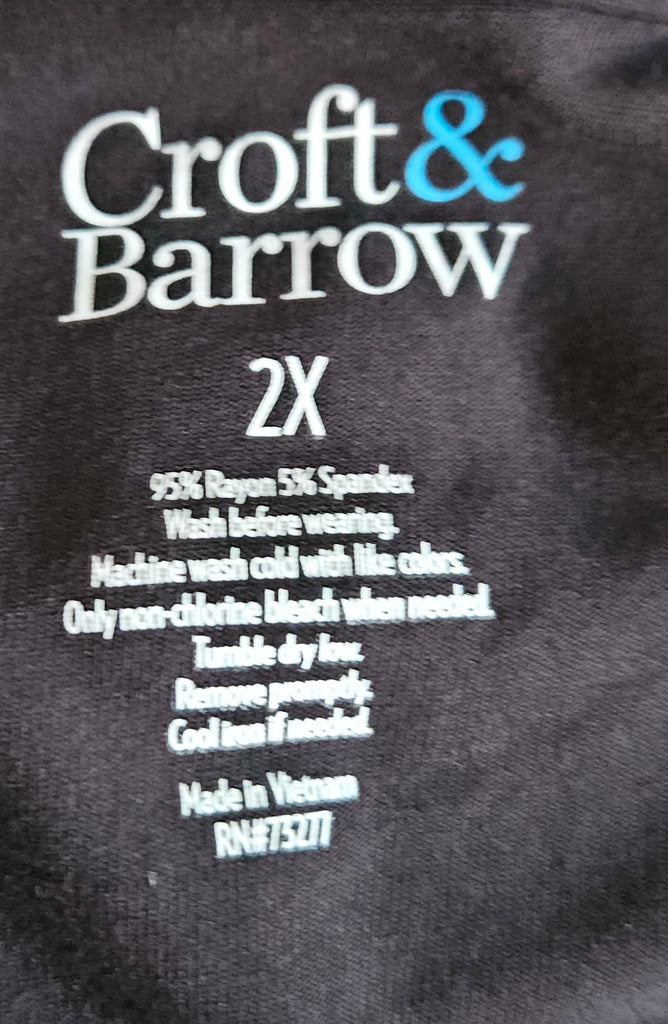 Croft &
Barrow
2X
95% Rayon 5% Spandex
Wash before wearing.
Machine wash cold with like colors.
Only non-chlorine bleach when needed.
Tumble dry low.
Remove promptly.
Cool iron if needed.
Made in Vietnam
RN#73277